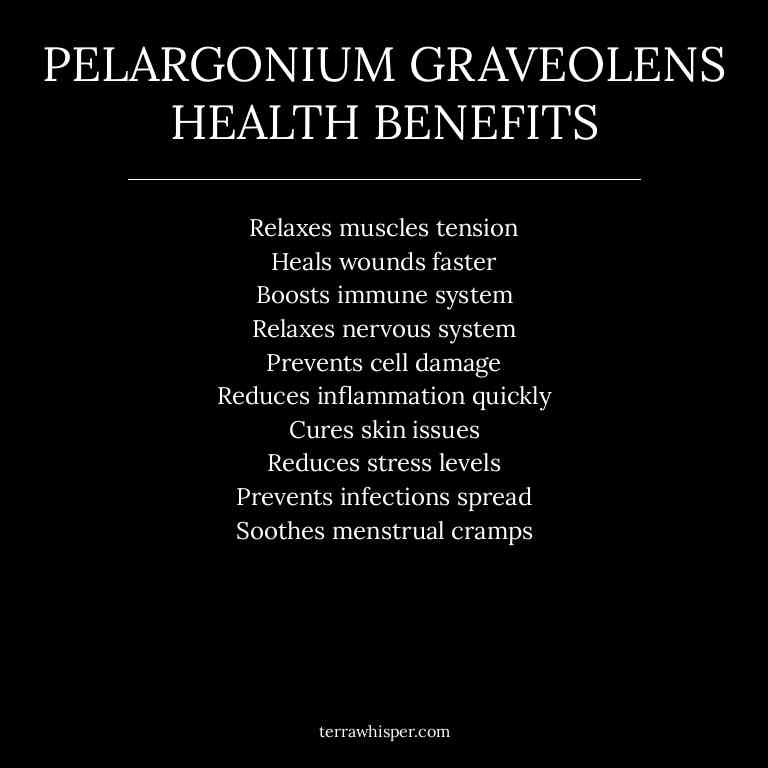 PELARGONIUM GRAVEOLENS
HEALTH BENEFITS
Relaxes muscles tension
Heals wounds faster
Boosts immune system
Relaxes nervous system
Prevents cell damage
Reduces inflammation quickly
Cures skin issues
Reduces stress levels
Prevents infections spread
Soothes menstrual cramps
terrawhisper.com